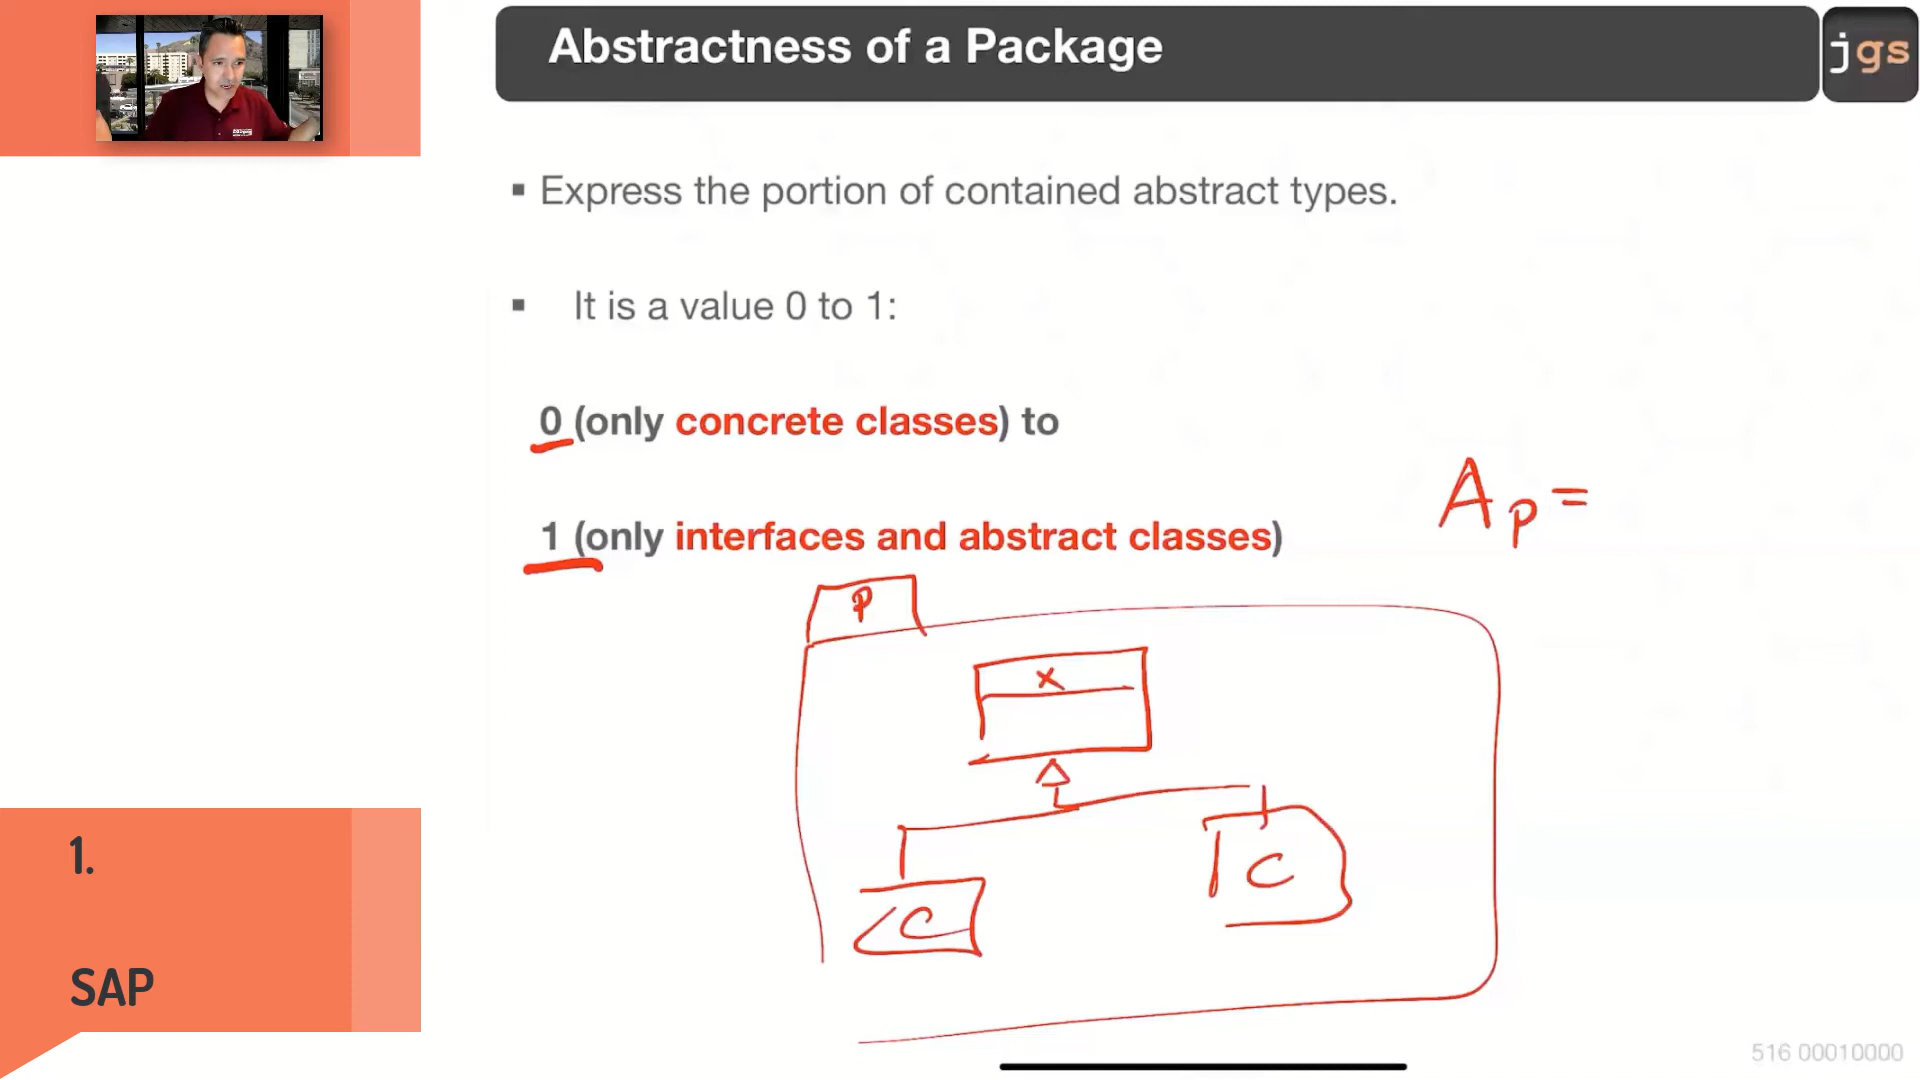 Abstractness of a Package
jgs
▪ Express the portion of contained abstract types.
▪ It is a value 0 to 1:
0 (only concrete classes) to
1 (only interfaces and abstract classes)
Ap =
P
x
C
C
1.
SAP
516 00010000